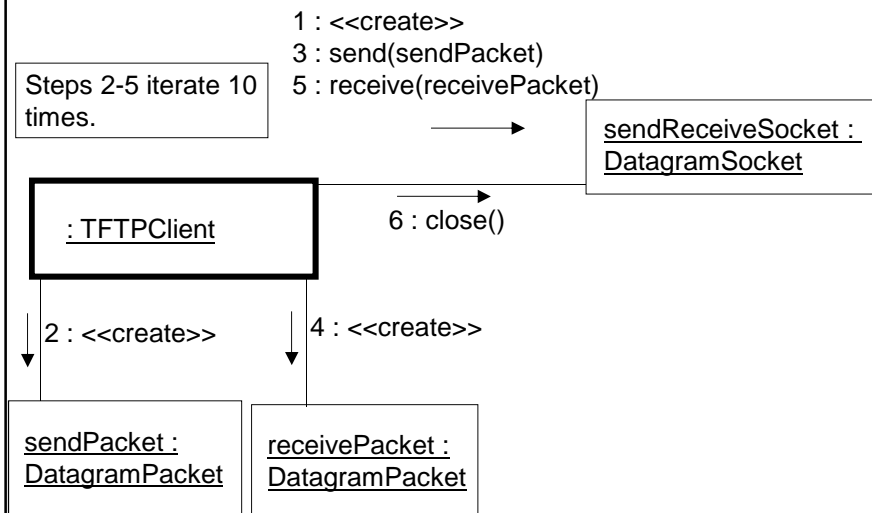 1 : <<create>>
3 : send(sendPacket)
5 : receive(receivePacket)
Steps 2-5 iterate 10
times.
sendReceiveSocket :
DatagramSocket
: TFTPClient
6 : close()
2 : <<create>>
4 : <<create>>
sendPacket :
DatagramPacket
receivePacket :
DatagramPacket